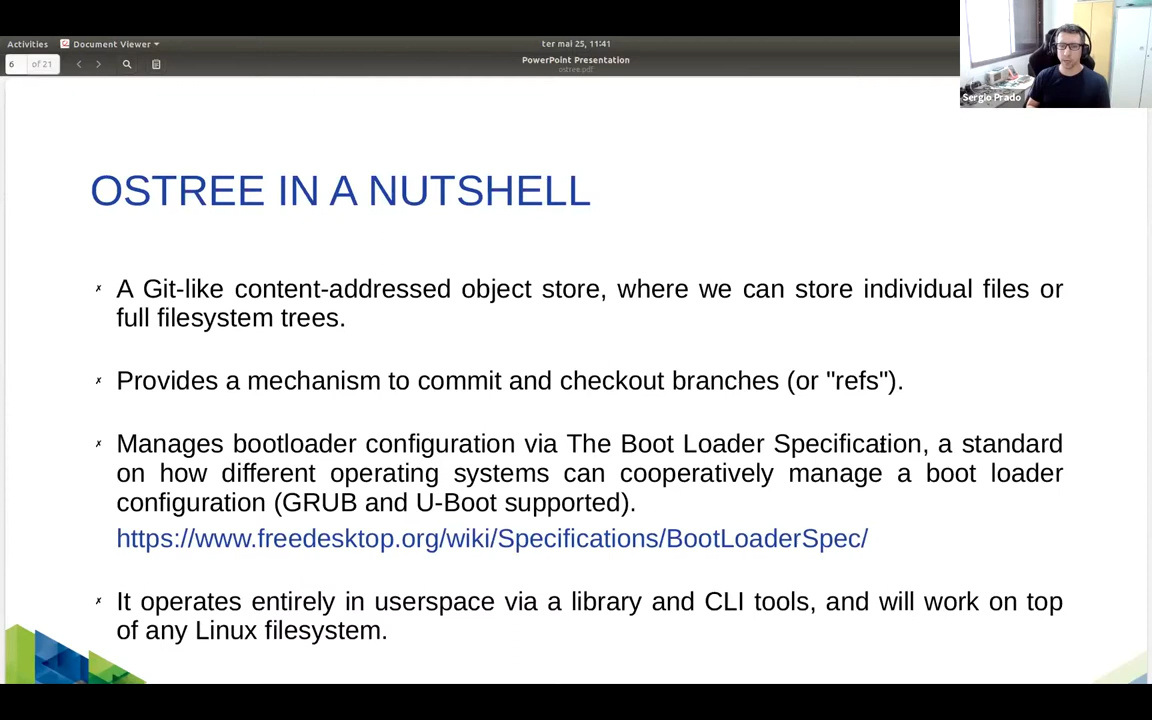 Activities Document Viewer ter mai 25, 11:41
6 of 21 PowerPoint Presentation
ostree.pdf
Sergio Prado
OSTREE IN A NUTSHELL
✗ A Git-like content-addressed object store, where we can store individual files or
full filesystem trees.
✗ Provides a mechanism to commit and checkout branches (or "refs").
✗ Manages bootloader configuration via The Boot Loader Specification, a standard
on how different operating systems can cooperatively manage a boot loader
configuration (GRUB and U-Boot supported).
https://www.freedesktop.org/wiki/Specifications/BootLoaderSpec/
✗ It operates entirely in userspace via a library and CLI tools, and will work on top
of any Linux filesystem.